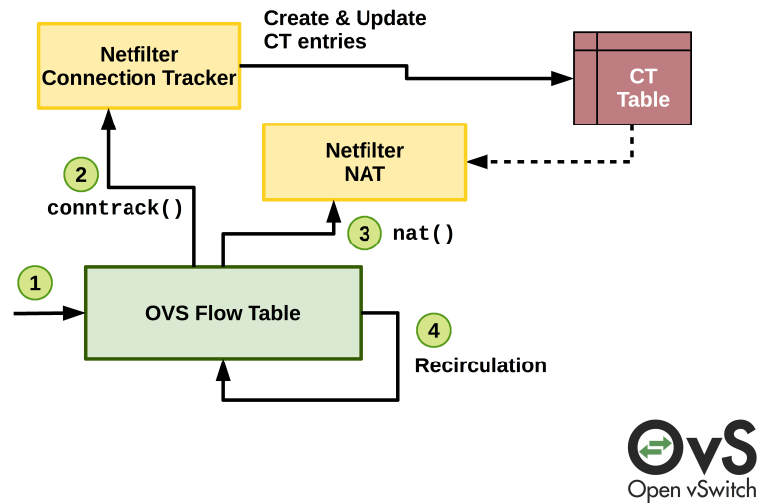 Create & Update
CT entries
Netfilter
Connection Tracker
CT
Table
Netfilter
NAT
2
conntrack()
3
nat()
1
OVS Flow Table
4
Recirculation
OvS
Open vSwitch